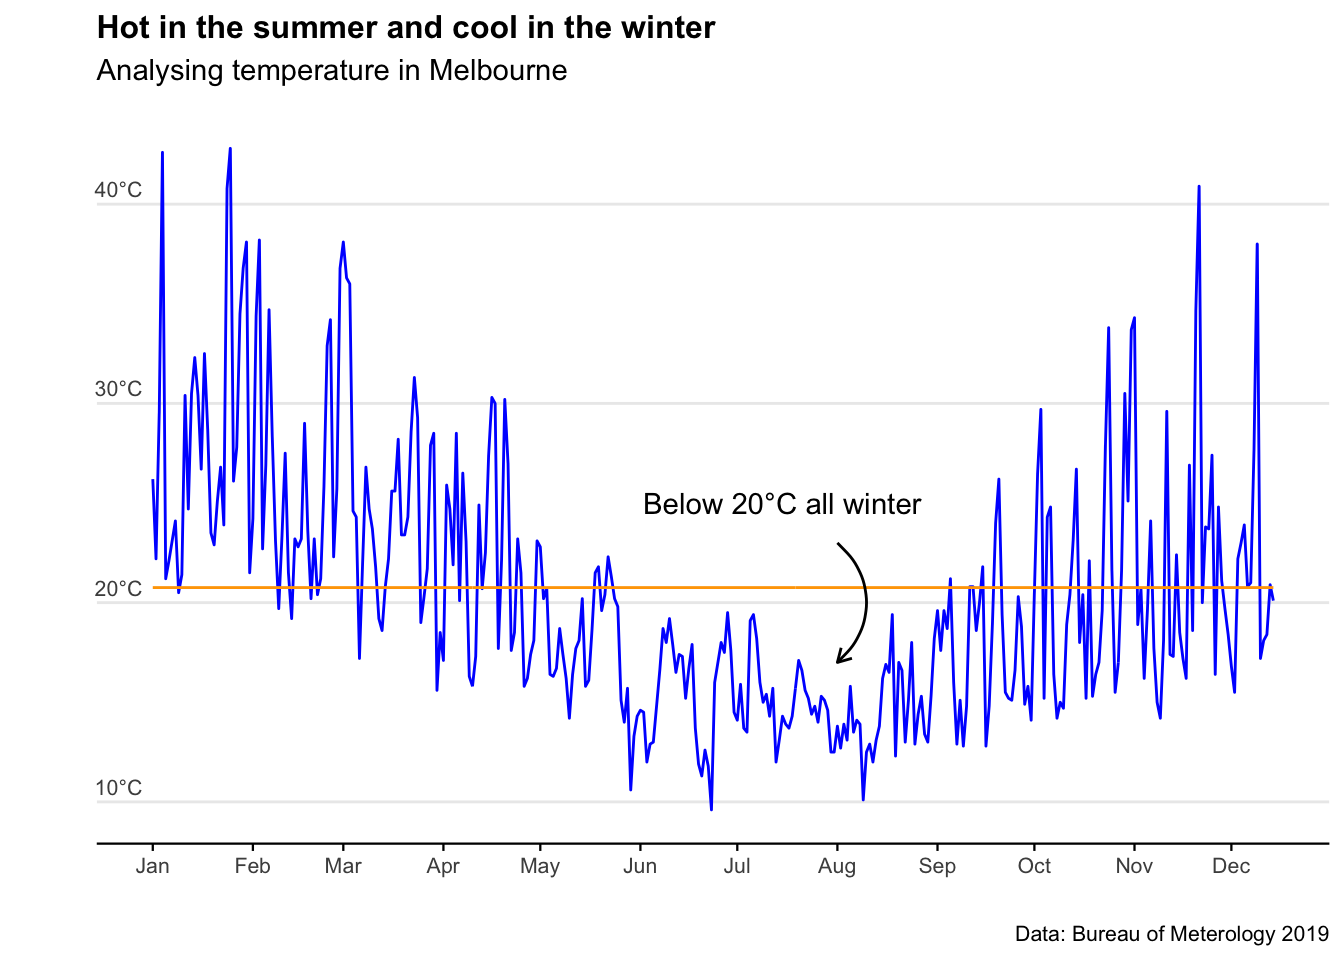 Hot in the summer and cool in the winter
Analysing temperature in Melbourne
40°C
30°C
Below 20°C all winter
20°C
10°C
Jan Feb Mar Apr May Jun Jul Aug Sep Oct Nov Dec
Data: Bureau of Meterology 2019